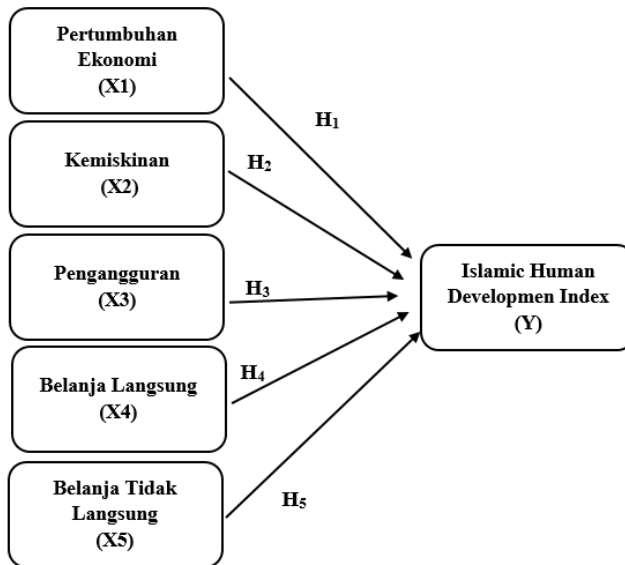 Pertumbuhan
Ekonomi
(X1)
H₁
Kemiskinan
(X2)
H₂
Pengangguran
(X3)
H₃
Islamic Human
Developmen Index
(Y)
Belanja Langsung
(X4)
H₄
Belanja Tidak
Langsung
(X5)
H₅